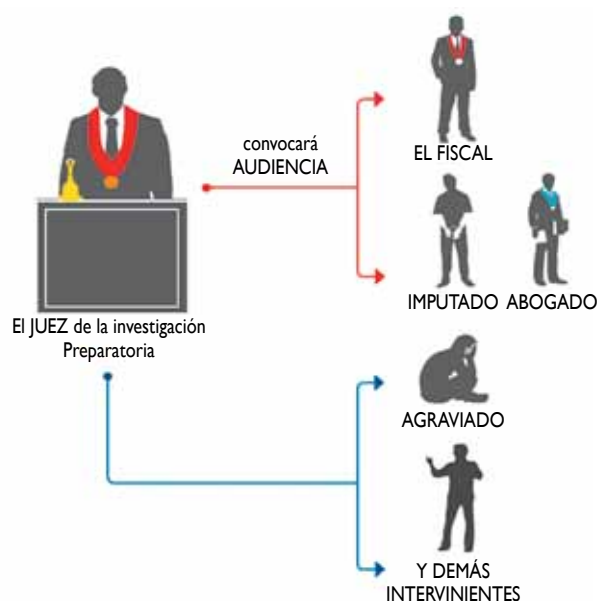 El JUEZ de la investigación
Preparatoria
convocará
AUDIENCIA
EL FISCAL
IMPUTADO ABOGADO
AGRAVIADO
Y DEMÁS
INTERVINIENTES